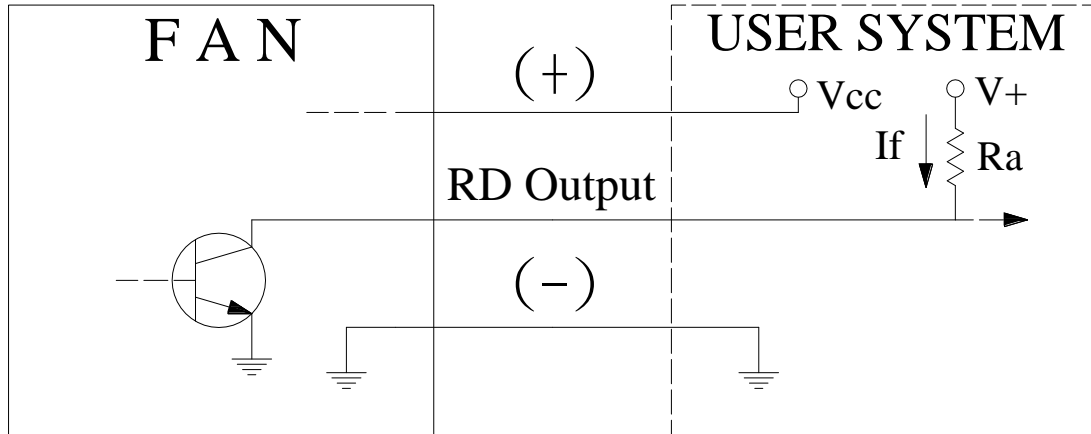 F A N
USER SYSTEM
(+)
Vcc
V+
If
Ra
RD Output
(-)